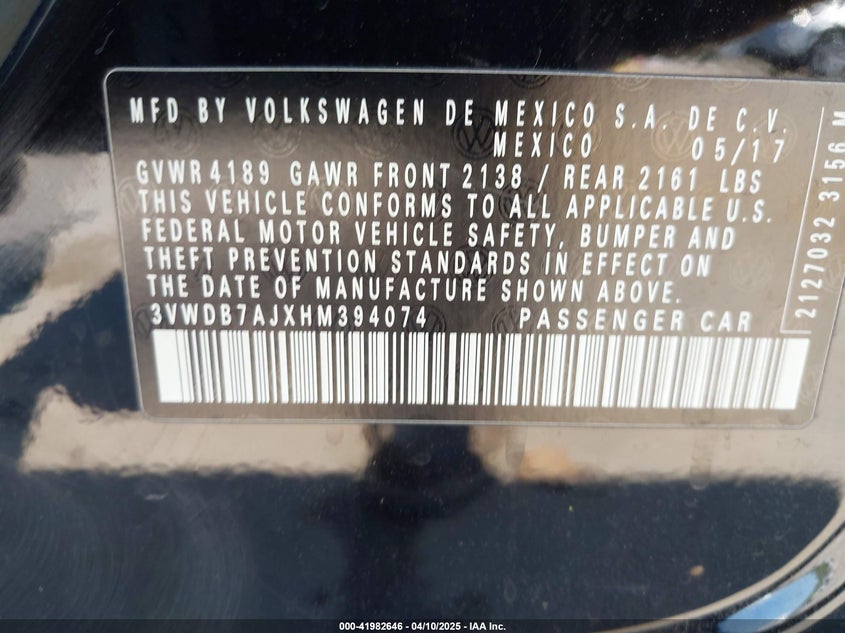 MFD BY VOLKSWAGEN DE MEXICO S.A. DE C.V.
MEXICO 05/17
GVWR 4189 GAWR FRONT 2138 / REAR 2161 LBS
THIS VEHICLE CONFORMS TO ALL APPLICABLE U.S.
FEDERAL MOTOR VEHICLE SAFETY, BUMPER AND
THEFT PREVENTION STANDARDS IN EFFECT ON
THE DATE OF MANUFACTURE SHOWN ABOVE.
3VWDB7AJXHM394074 PASSENGER CAR
2127032 3156 M
000-41982646 - 04/10/2025 - IAA Inc.